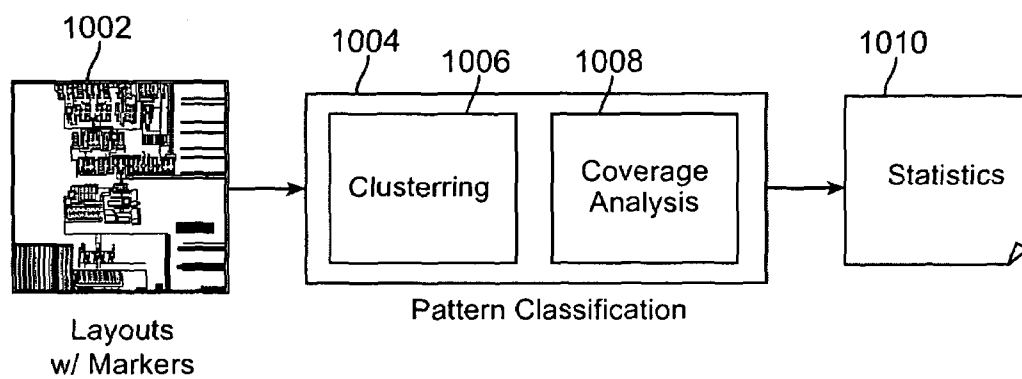 1002
1004
1006
1008
1010
Clusterring
Coverage
Analysis
Statistics
Pattern Classification
Layouts
w/ Markers